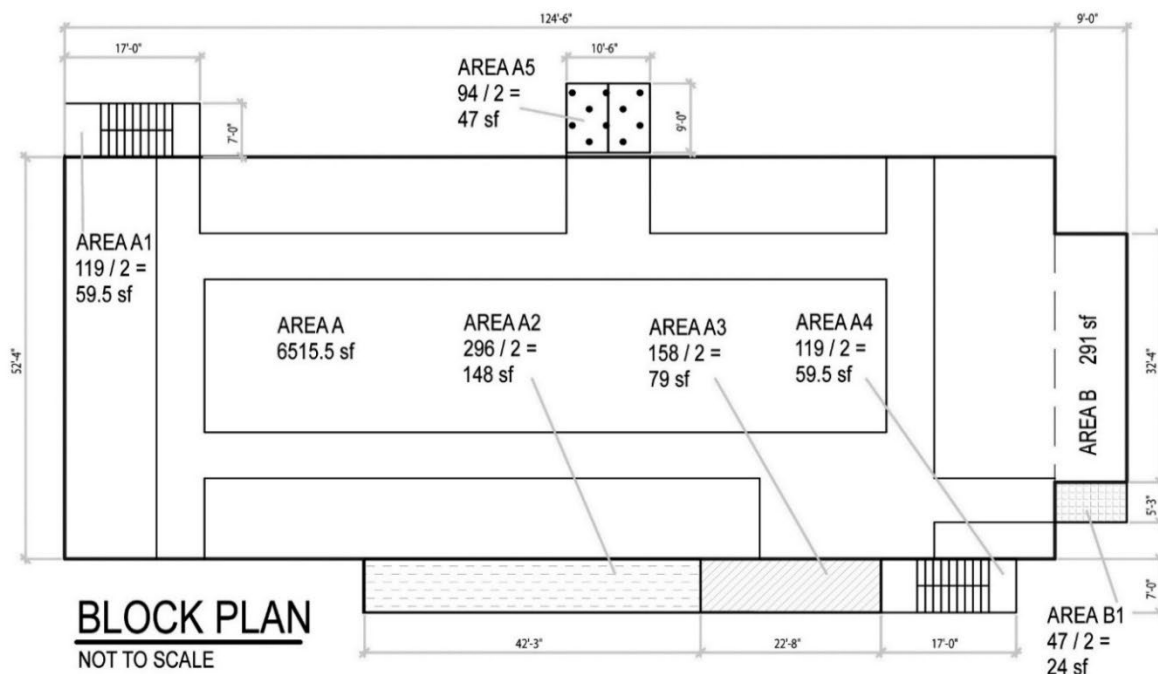 124'-6"
9'-0"
17'-0"
10'-6"
AREA A5
94 / 2 =
47 sf
7'-0"
9'-0"
AREA A1
119 / 2 =
59.5 sf
52'-4"
AREA A
6515.5 sf
AREA A2
296 / 2 =
148 sf
AREA A3
158 / 2 =
79 sf
AREA A4
119 / 2 =
59.5 sf
AREA B 291 sf
32'-4"
5'-3"
7'-0"
BLOCK PLAN
NOT TO SCALE
42'-3"
22'-8"
17'-0"
AREA B1
47 / 2 =
24 sf